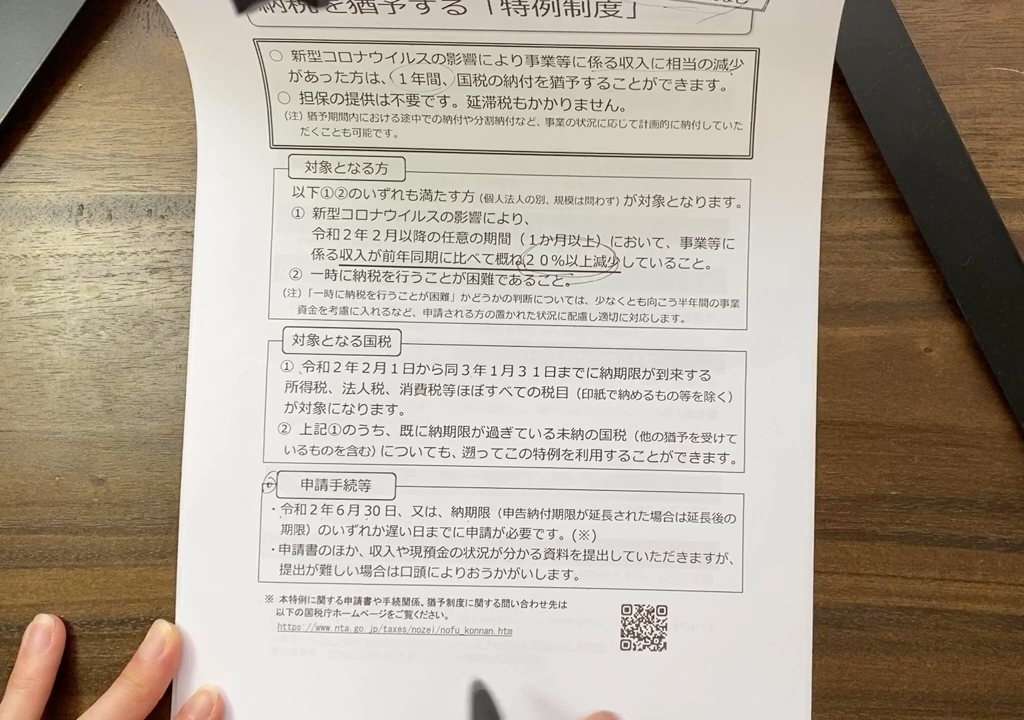 納税を猶予する「特例制度」
○ 新型コロナウイルスの影響により事業等に係る収入に相当の減少
があった方は、1年間、国税の納付を猶予することができます。
○ 担保の提供は不要です。延滞税もかかりません。
（注）猶予期間内における途中での納付や分割納付など、事業の状況に応じて計画的に納付していた
だくことも可能です。
対象となる方
以下①②のいずれも満たす方（個人法人の別、規模は問わず）が対象となります。
① 新型コロナウイルスの影響により、
令和２年２月以降の任意の期間（１か月以上）において、事業等に
係る収入が前年同期に比べて概ね２０％以上減少していること。
② 一時に納税を行うことが困難であること。
（注）「一時に納税を行うことが困難」かどうかの判断については、少なくとも向こう半年間の事業
資金を考慮に入れるなど、申請される方の置かれた状況に配慮し適切に対応します。
対象となる国税
① 令和２年２月１日から同３年１月３１日までに納期限が到来する
所得税、法人税、消費税等ほぼすべての税目（印紙で納めるもの等を除く）
が対象になります。
② 上記①のうち、既に納期限が過ぎている未納の国税（他の猶予を受けて
いるものを含む）についても、遡ってこの特例を利用することができます。
申請手続等
・令和２年６月30日、又は、納期限（申告納付期限が延長された場合は延長後の
期限）のいずれか遅い日までに申請が必要です。（※）
・申請書のほか、収入や現預金の状況が分かる資料を提出していただきますが、
提出が難しい場合は口頭によりおうかがいします。
※ 本特例に関する申請書や手続関係、猶予制度に関する問い合わせ先は
以下の国税庁ホームページをご覧ください。
https://www.nta.go.jp/taxes/nozei/nofu_konnan.htm